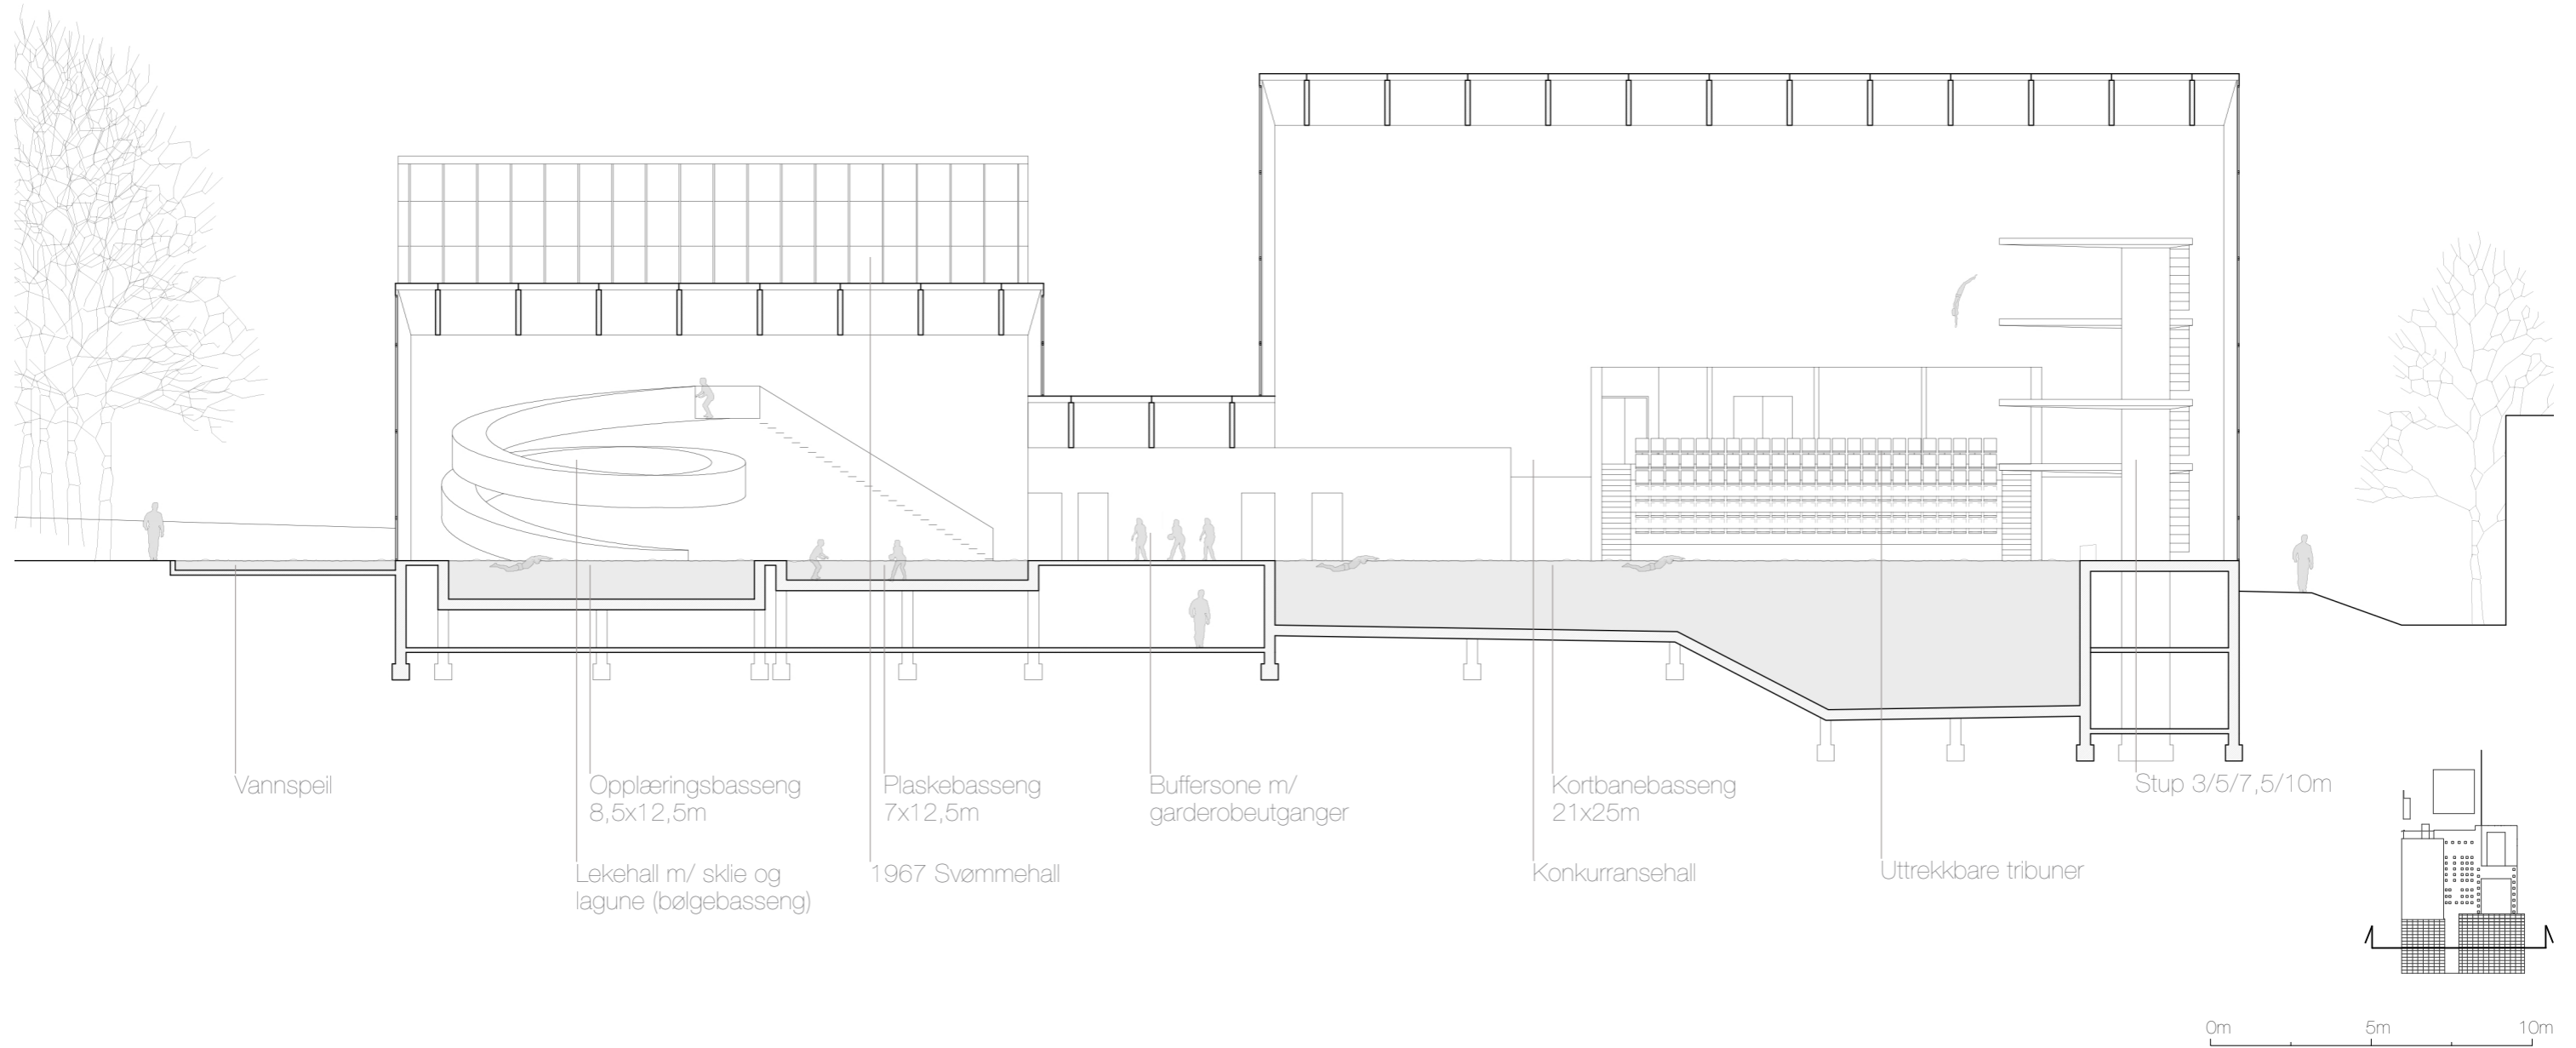 Vannspeil
Opplæringsbasseng
8,5x12,5m
Plaskebasseng
7x12,5m
Buffersone m/
garderobeutganger
Kortbanebasseng
21x25m
Stup 3/5/7,5/10m
Lekehall m/ sklie og
lagune (bølgebasseng)
1967 Svømmehall
Konkurransehall
Uttrekkbare tribuner
0m 5m 10m